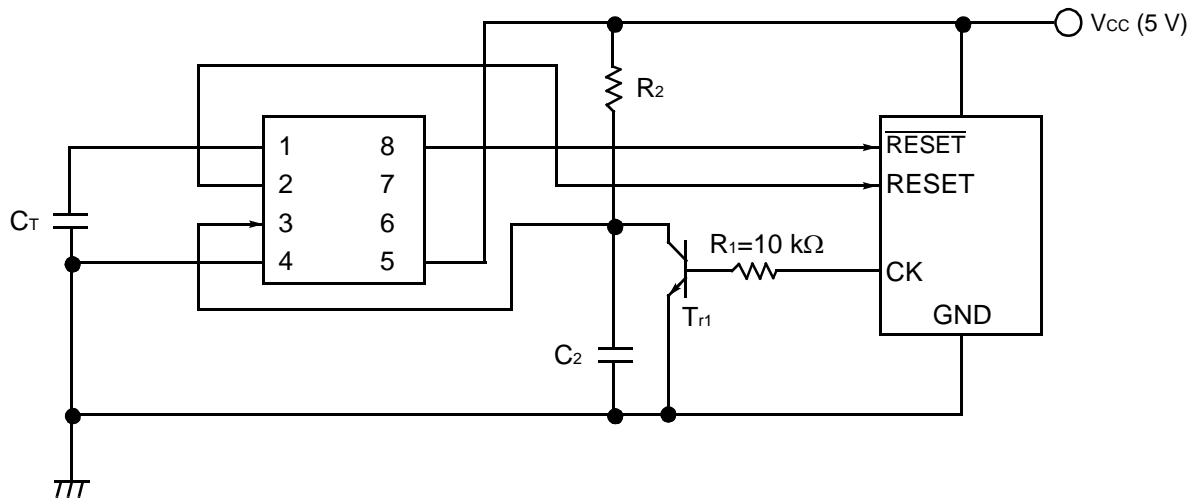 VCC (5 V)
R2
1 8
2 7
3 6
4 5
RESET
RESET
CT
R1=10 kΩ
CK
Tr1
GND
C2